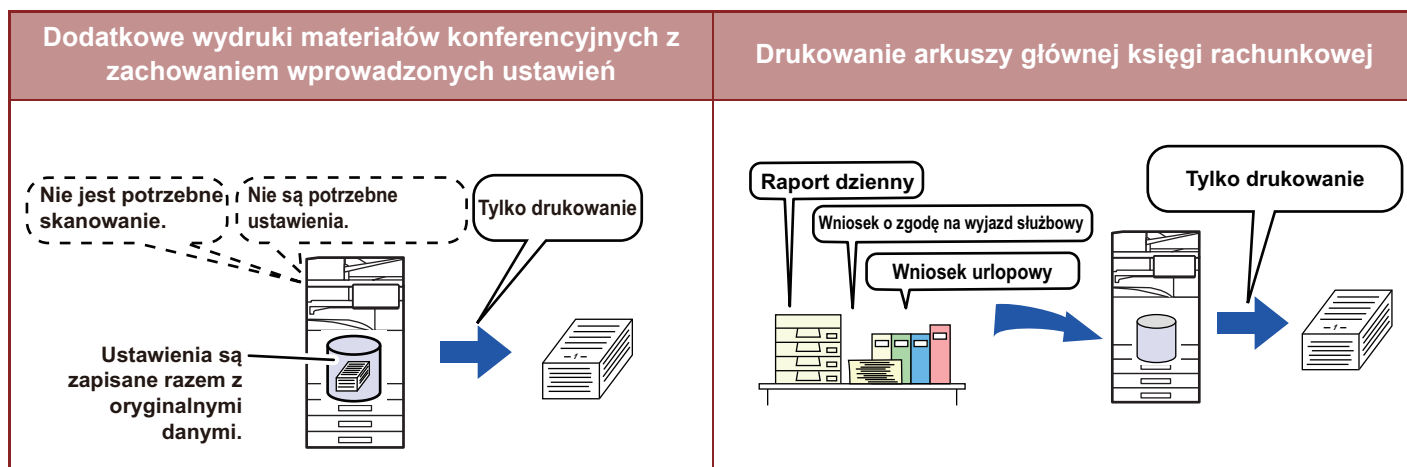 Dodatkowe wydruki materiałów konferencyjnych z
zachowaniem wprowadzonych ustawień
Nie jest potrzebne
skanowanie.
Nie są potrzebne
ustawienia.
Tylko drukowanie
Ustawienia są
zapisane razem z
oryginalnymi
danymi.
–1–
Drukowanie arkuszy głównej księgi rachunkowej
Raport dzienny
Wniosek o zgodę na wyjazd służbowy
Wniosek urlopowy
Tylko drukowanie
–1–